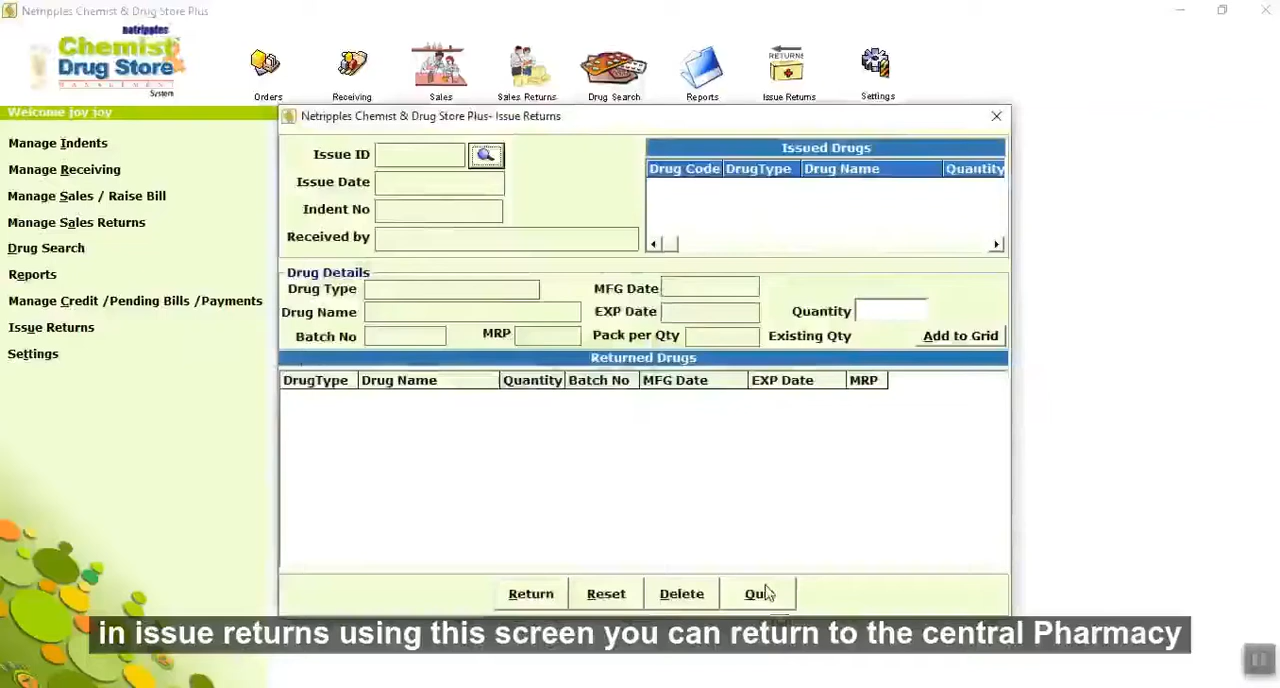 Netripples Chemist & Drug Store Plus
natripples
Chemist
Drug Store
MANAGEMENT
System
Orders
Receiving
Sales
Sales Returns
Drug Search
Reports
RETURNS
Issue Returns
Settings
Welcome joy joy
Manage Indents
Manage Receiving
Manage Sales / Raise Bill
Manage Sales Returns
Drug Search
Reports
Manage Credit /Pending Bills /Payments
Issue Returns
Settings
Netripples Chemist & Drug Store Plus- Issue Returns
Issue ID
Issue Date
Indent No
Received by
Issued Drugs
Drug Code DrugType Drug Name Quantity
Drug Details
Drug Type MFG Date
Drug Name EXP Date Quantity
Batch No MRP Pack per Qty Existing Qty Add to Grid
Returned Drugs
DrugType Drug Name Quantity Batch No MFG Date EXP Date MRP
Return Reset Delete
in issue returns using this screen you can return to the central Pharmacy